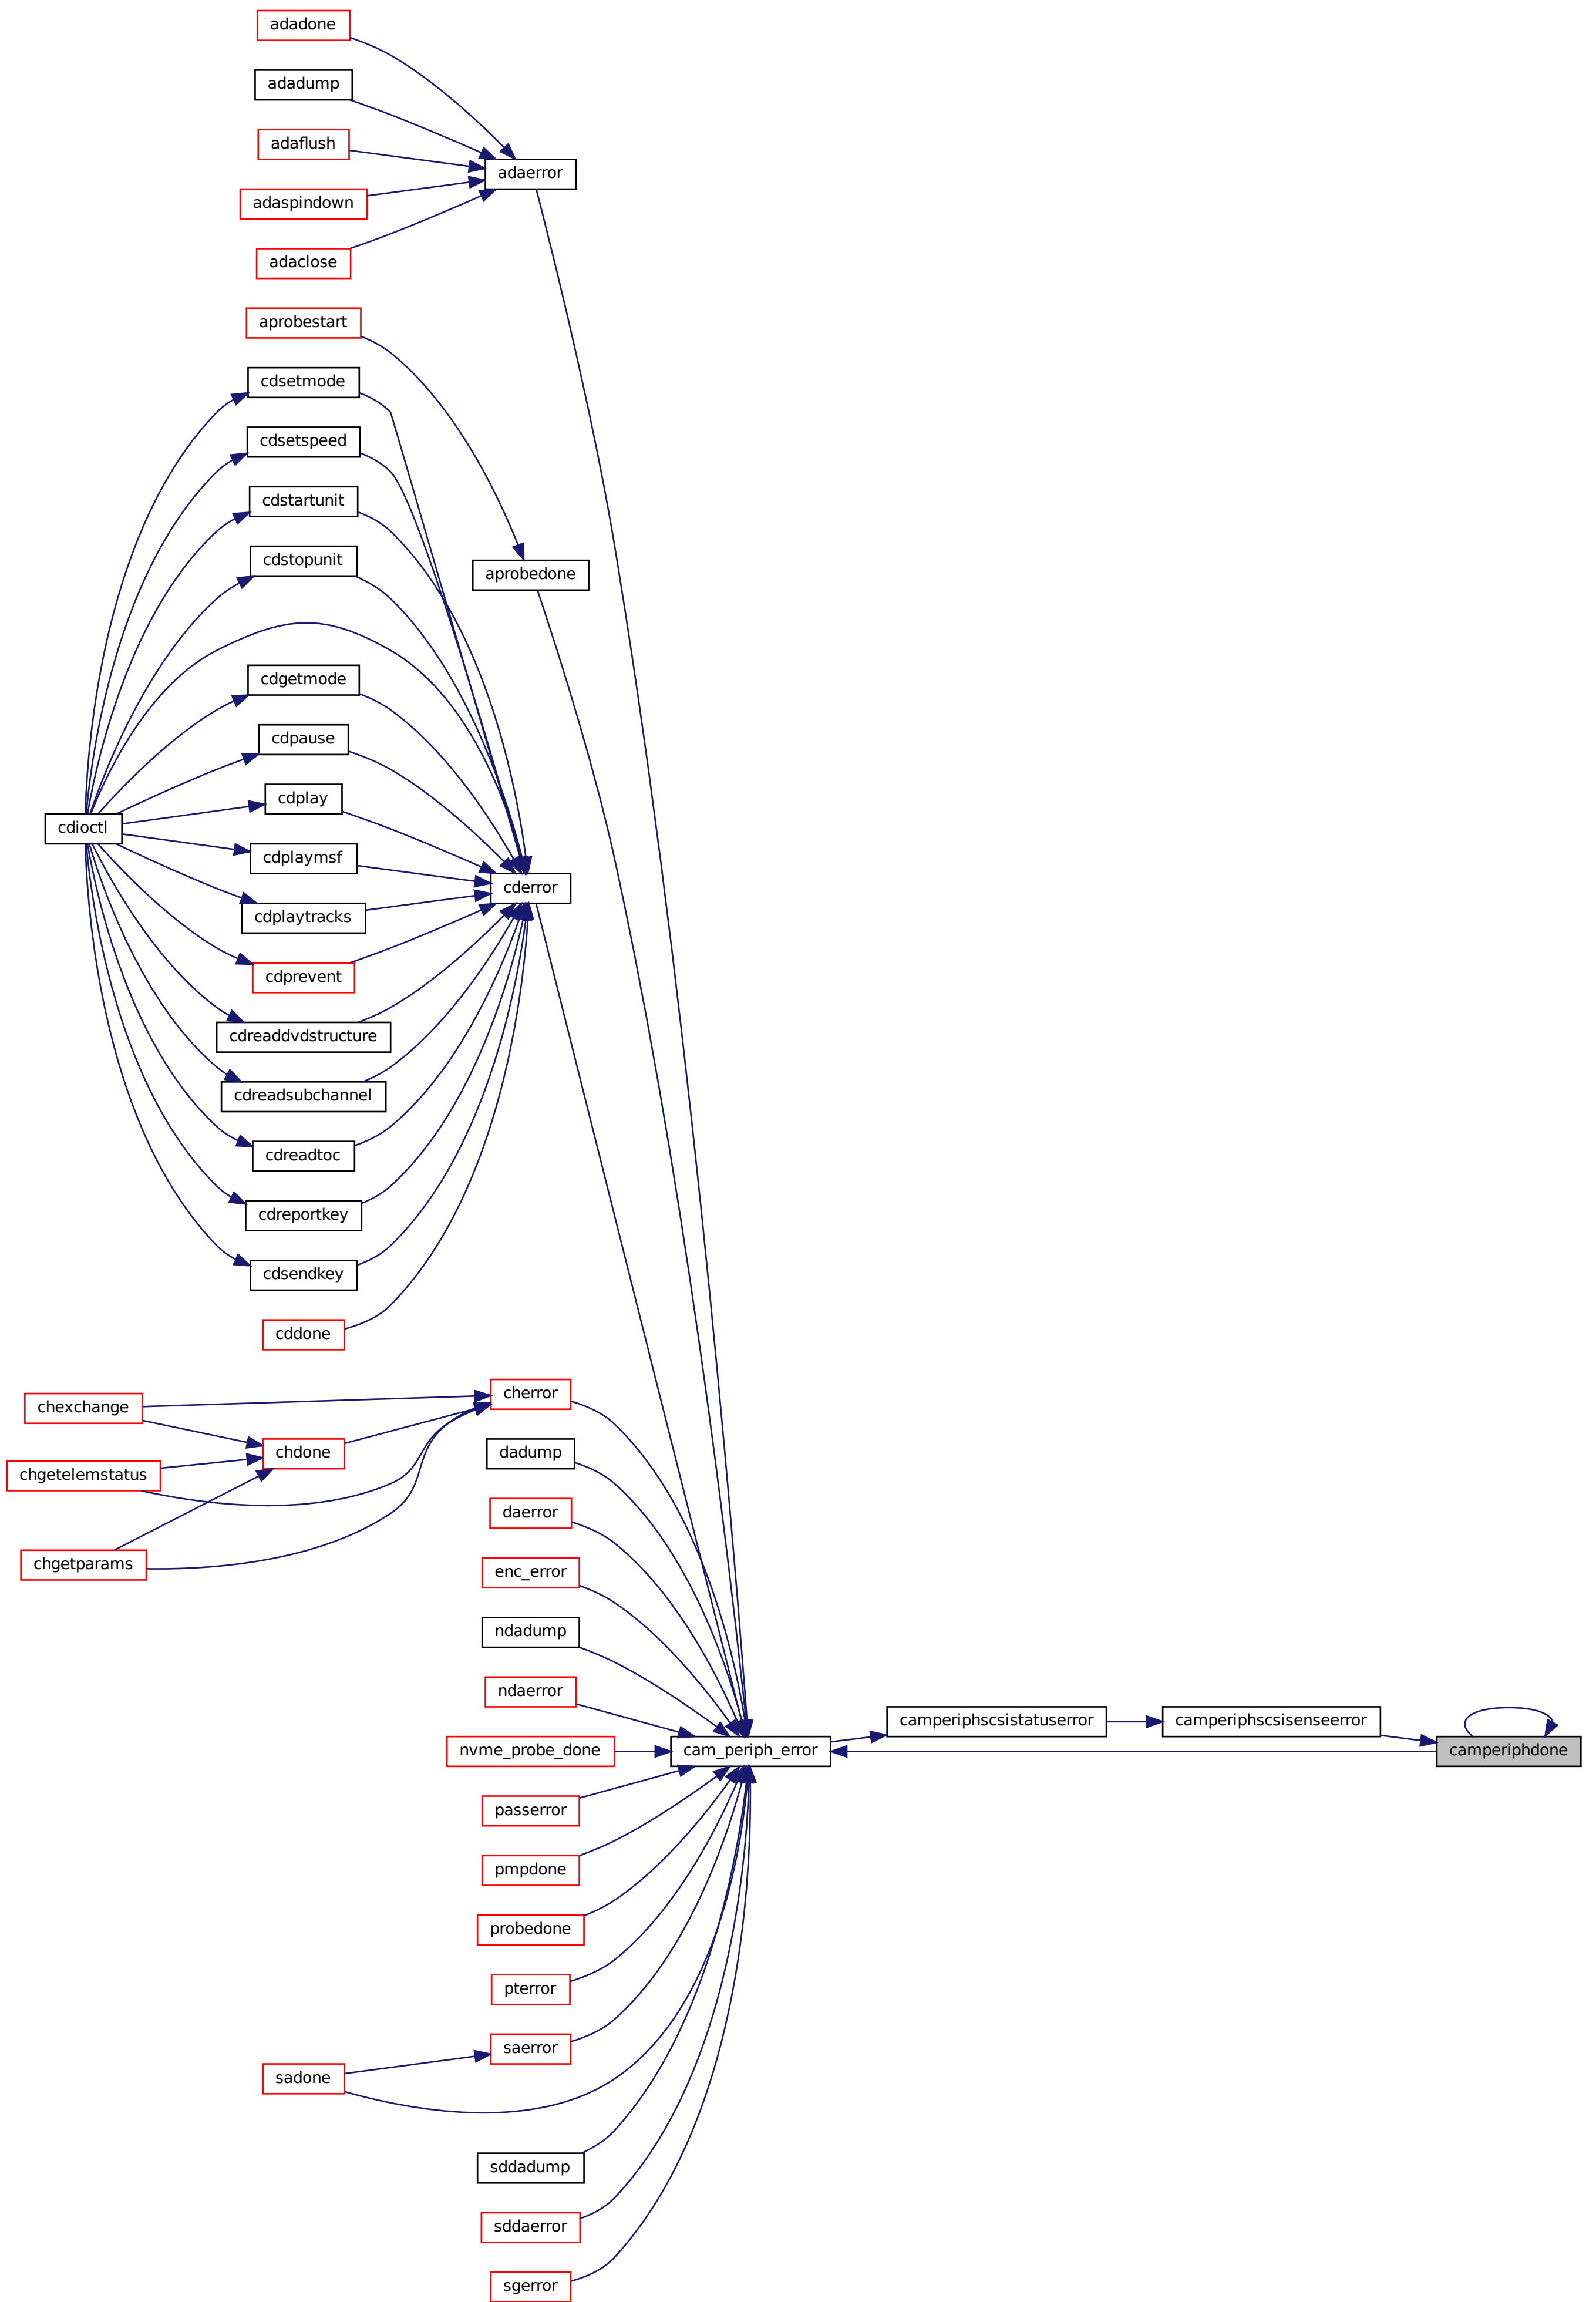 adadone
adadump
adaflush
adaerror
adaspindown
adaclose
aprobestart
cdsetmode
cdsetspeed
cdstartunit
cdstopunit
aprobedone
cdgetmode
cdpause
cdplay
cdioctl
cdplaymsf
cderror
cdplaytracks
cdprevent
cdreaddvdstructure
cdreadsubchannel
cdreadtoc
cdreportkey
cdsendkey
cddone
cherror
chexchange
chdone
dadump
chgetelemstatus
daerror
chgetparams
enc_error
ndadump
ndaerror
camperiphscsistatuserror
camperiphscsisenseerror
nvme_probe_done
cam_periph_error
camperiphdone
passerror
pmpdone
probedone
pterror
saerror
sadone
sddadump
sddaerror
sgerror